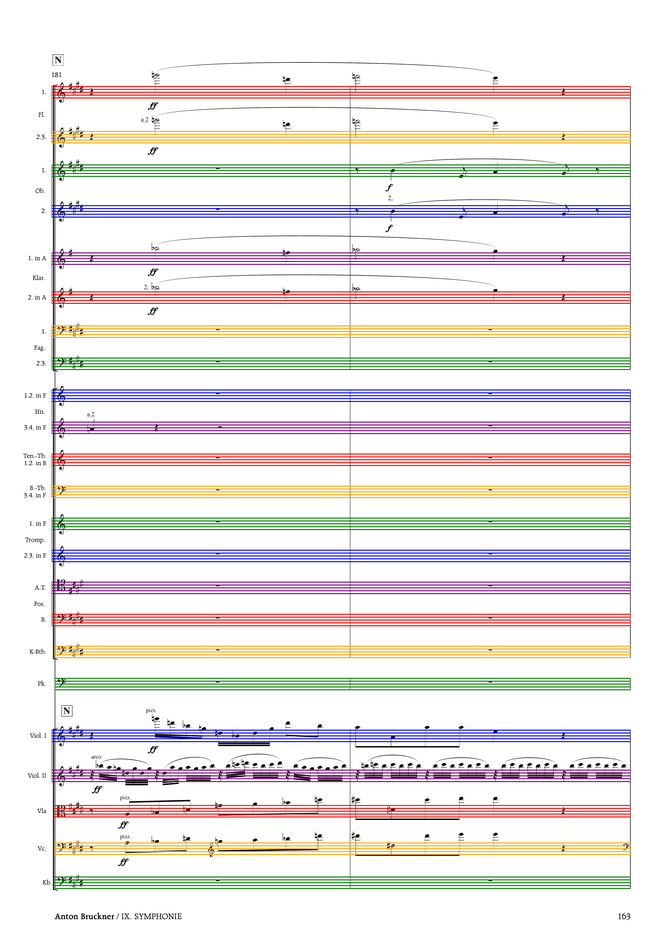 N
181
1.
ff
Fl.
a.2
2.3.
ff
1.
f
Ob.
2.
2.
f
1. in A
ff
Klar.
2.
2. in A
ff
1.
Fag.
2.3.
1.2. in F
Hn.
a.2
3.4. in F
Ten.-Tb.
1.2. in B
B.-Tb.
3.4. in F
1. in F
Tromp.
2.3. in F
A.T.
Pos.
B.
K-Btb.
Pk.
N
pizz.
Viol. I
ff
arco
Viol. II
ff
pizz.
Vla
ff
pizz.
Vc.
ff
Kb.
Anton Bruckner / IX. SYMPHONIE
163